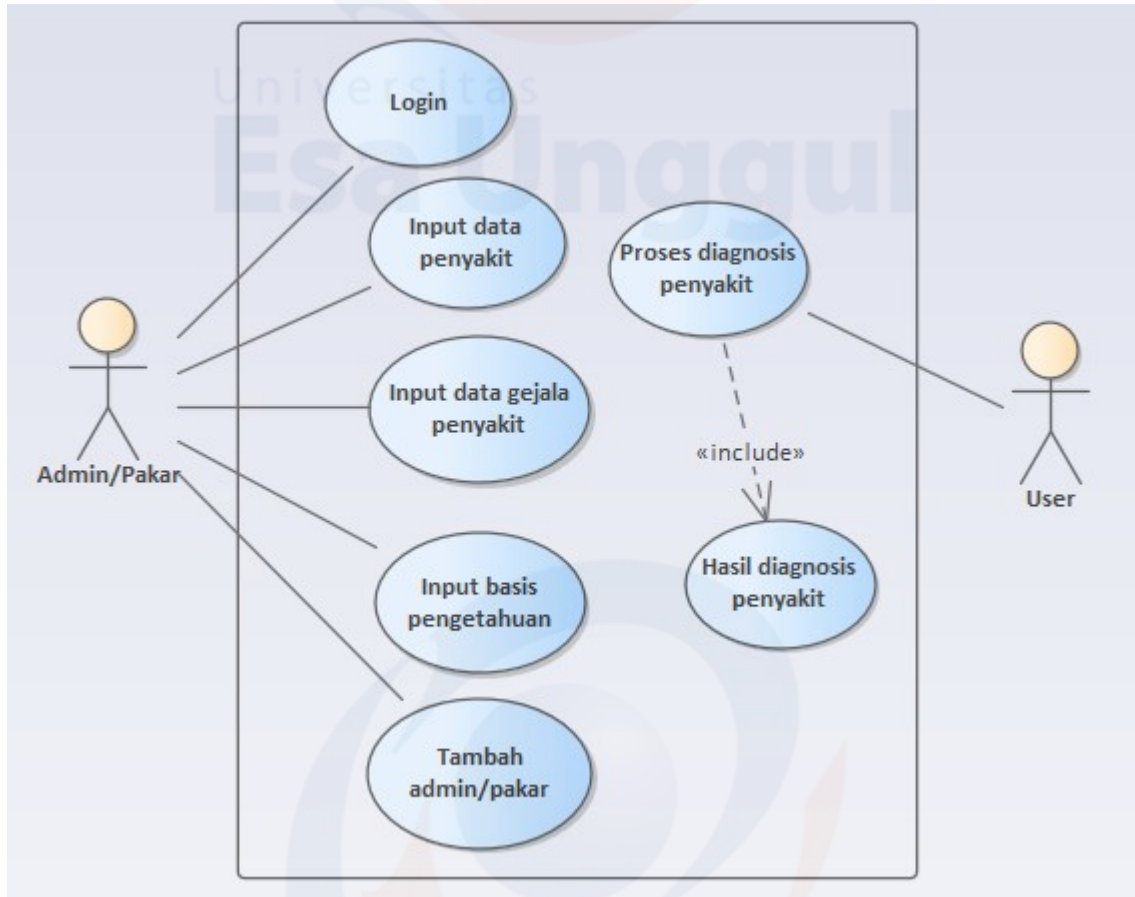 Universitas
Esa Unggul
Login
Input data
penyakit
Input data gejala
penyakit
Input basis
pengetahuan
Tambah
admin/pakar
Admin/Pakar
Proses diagnosis
penyakit
«include»
Hasil diagnosis
penyakit
User